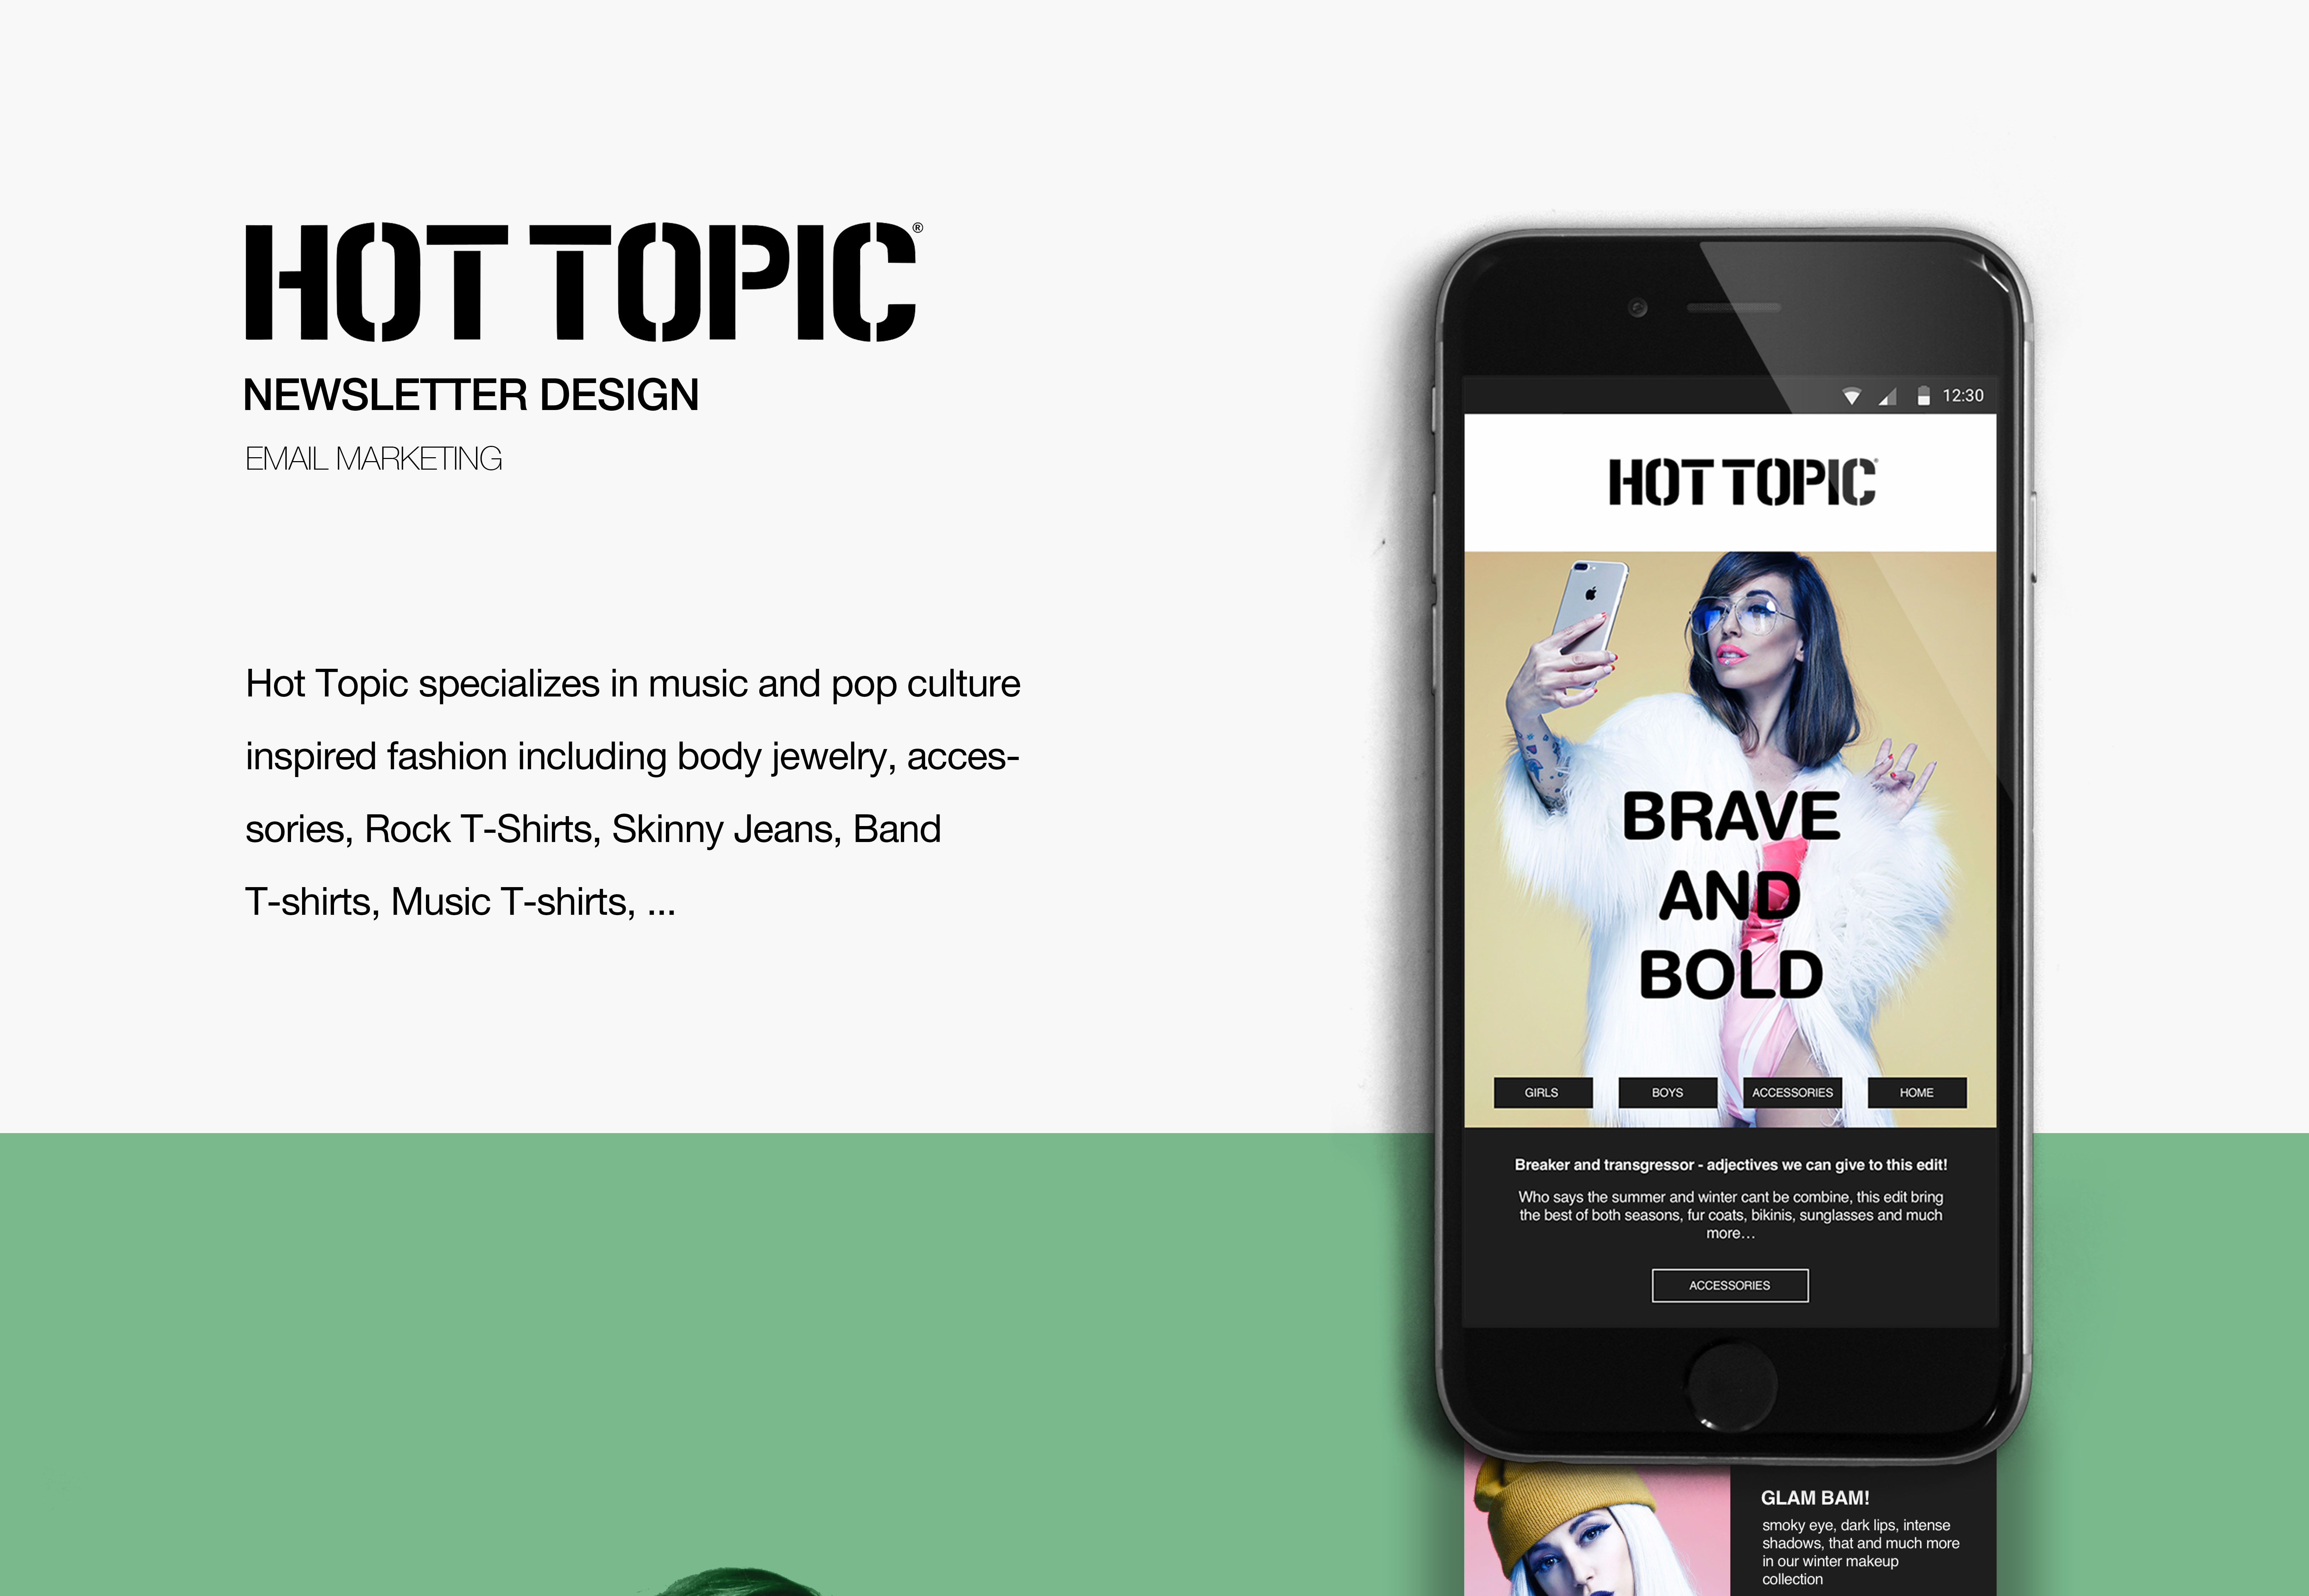 HOT TOPIC®
NEWSLETTER DESIGN
EMAIL MARKETING
Hot Topic specializes in music and pop culture
inspired fashion including body jewelry, acces-
sories, Rock T-Shirts, Skinny Jeans, Band
T-shirts, Music T-shirts, ...
12:30
HOT TOPIC®
BRAVE
AND
BOLD
GIRLS BOYS ACCESSORIES HOME
Breaker and transgressor - adjectives we can give to this edit!
Who says the summer and winter cant be combine, this edit bring
the best of both seasons, fur coats, bikinis, sunglasses and much
more…
ACCESSORIES
GLAM BAM!
smoky eye, dark lips, intense
shadows, that and much more
in our winter makeup
collection